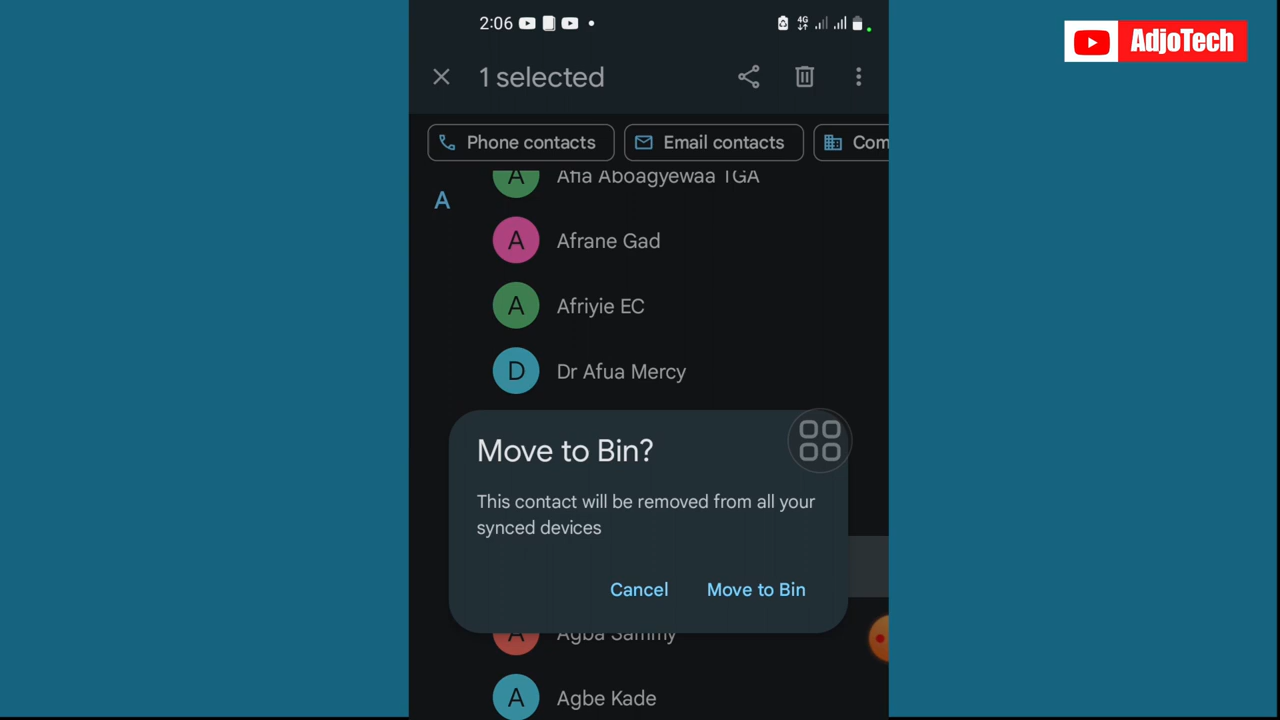 2:06
4G
AdjoTech
1 selected
Phone contacts
Email contacts
Com
Afia Aboagyewaa TGA
A
A
A Afrane Gad
A Afriyie EC
D Dr Afua Mercy
Move to Bin?
This contact will be removed from all your
synced devices
Cancel
Move to Bin
A Agba Sammy
A Agbe Kade